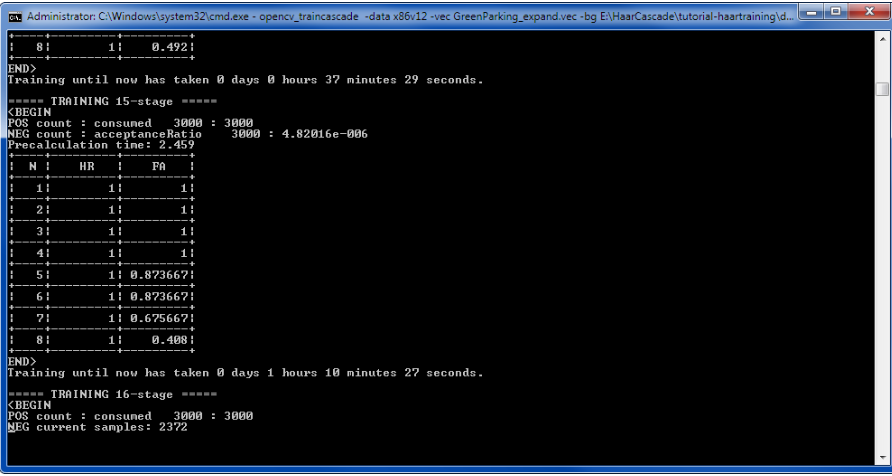 Administrator: C:\Windows\system32\cmd.exe - opencv_traincascade -data x86v12 -vec GreenParking_expand.vec -bg E:\HaarCascade\tutorial-haartraining\d...
+----+---------+---------+
|   8|        1|    0.492|
+----+---------+---------+
END>
Training until now has taken 0 days 0 hours 37 minutes 29 seconds.
===== TRAINING 15-stage =====
<BEGIN
POS count : consumed   3000 : 3000
NEG count : acceptanceRatio    3000 : 4.82016e-006
Precalculation time: 2.459
+----+---------+---------+
|  N |    HR   |    FA   |
+----+---------+---------+
|   1|        1|        1|
+----+---------+---------+
|   2|        1|        1|
+----+---------+---------+
|   3|        1|        1|
+----+---------+---------+
|   4|        1|        1|
+----+---------+---------+
|   5|        1| 0.873667|
+----+---------+---------+
|   6|        1| 0.873667|
+----+---------+---------+
|   7|        1| 0.675667|
+----+---------+---------+
|   8|        1|    0.408|
+----+---------+---------+
END>
Training until now has taken 0 days 1 hours 10 minutes 27 seconds.
===== TRAINING 16-stage =====
<BEGIN
POS count : consumed   3000 : 3000
NEG current samples: 2372